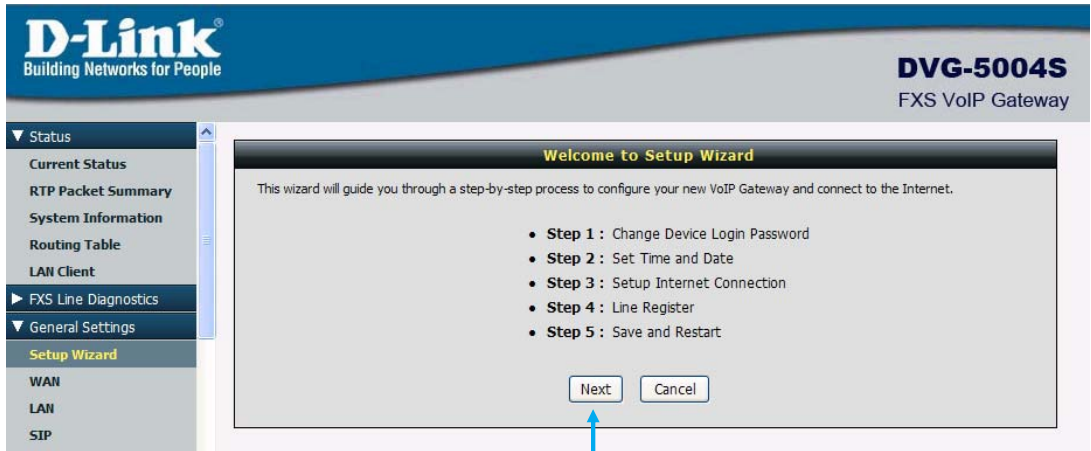 D-Link®
Building Networks for People
DVG-5004S
FXS VoIP Gateway
▼ Status
Current Status
RTP Packet Summary
System Information
Routing Table
LAN Client
► FXS Line Diagnostics
▼ General Settings
Setup Wizard
WAN
LAN
SIP
Welcome to Setup Wizard
This wizard will guide you through a step-by-step process to configure your new VoIP Gateway and connect to the Internet.
• Step 1 : Change Device Login Password
• Step 2 : Set Time and Date
• Step 3 : Setup Internet Connection
• Step 4 : Line Register
• Step 5 : Save and Restart
Next Cancel